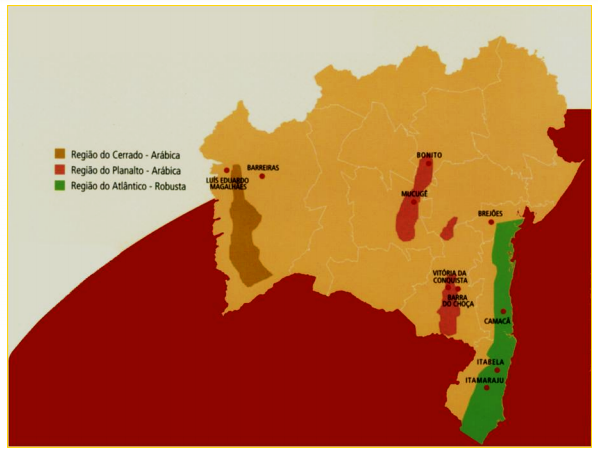 Região do Cerrado - Arábica
Região do Planalto - Arábica
Região do Atlântico - Robusta
BONITO
BARREIRAS
LUÍS EDUARDO
MAGALHÃES
MUCUGÊ
BREJÕES
VITÓRIA DA
CONQUISTA
BARRA
DO CHOÇA
CAMACÃ
ITABELA
ITAMARAJU